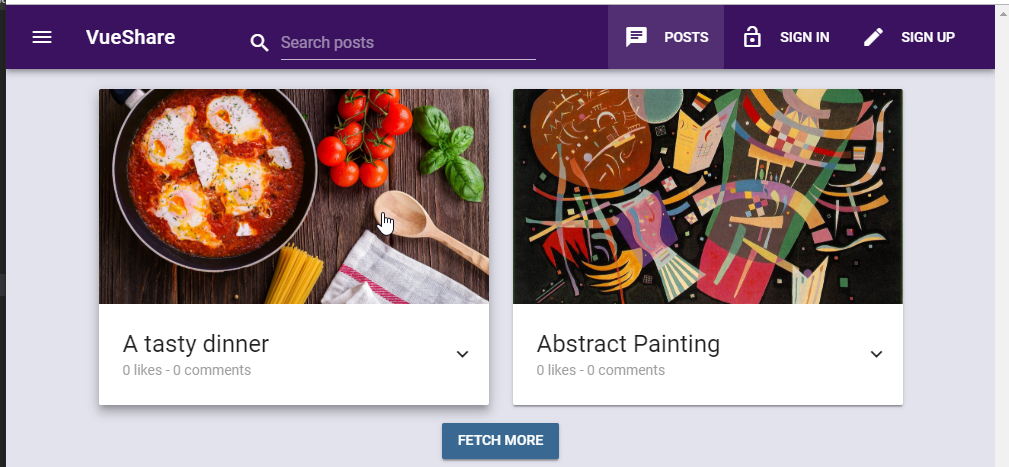 VueShare
Search posts
POSTS
SIGN IN
SIGN UP
A tasty dinner
0 likes - 0 comments
Abstract Painting
0 likes - 0 comments
FETCH MORE